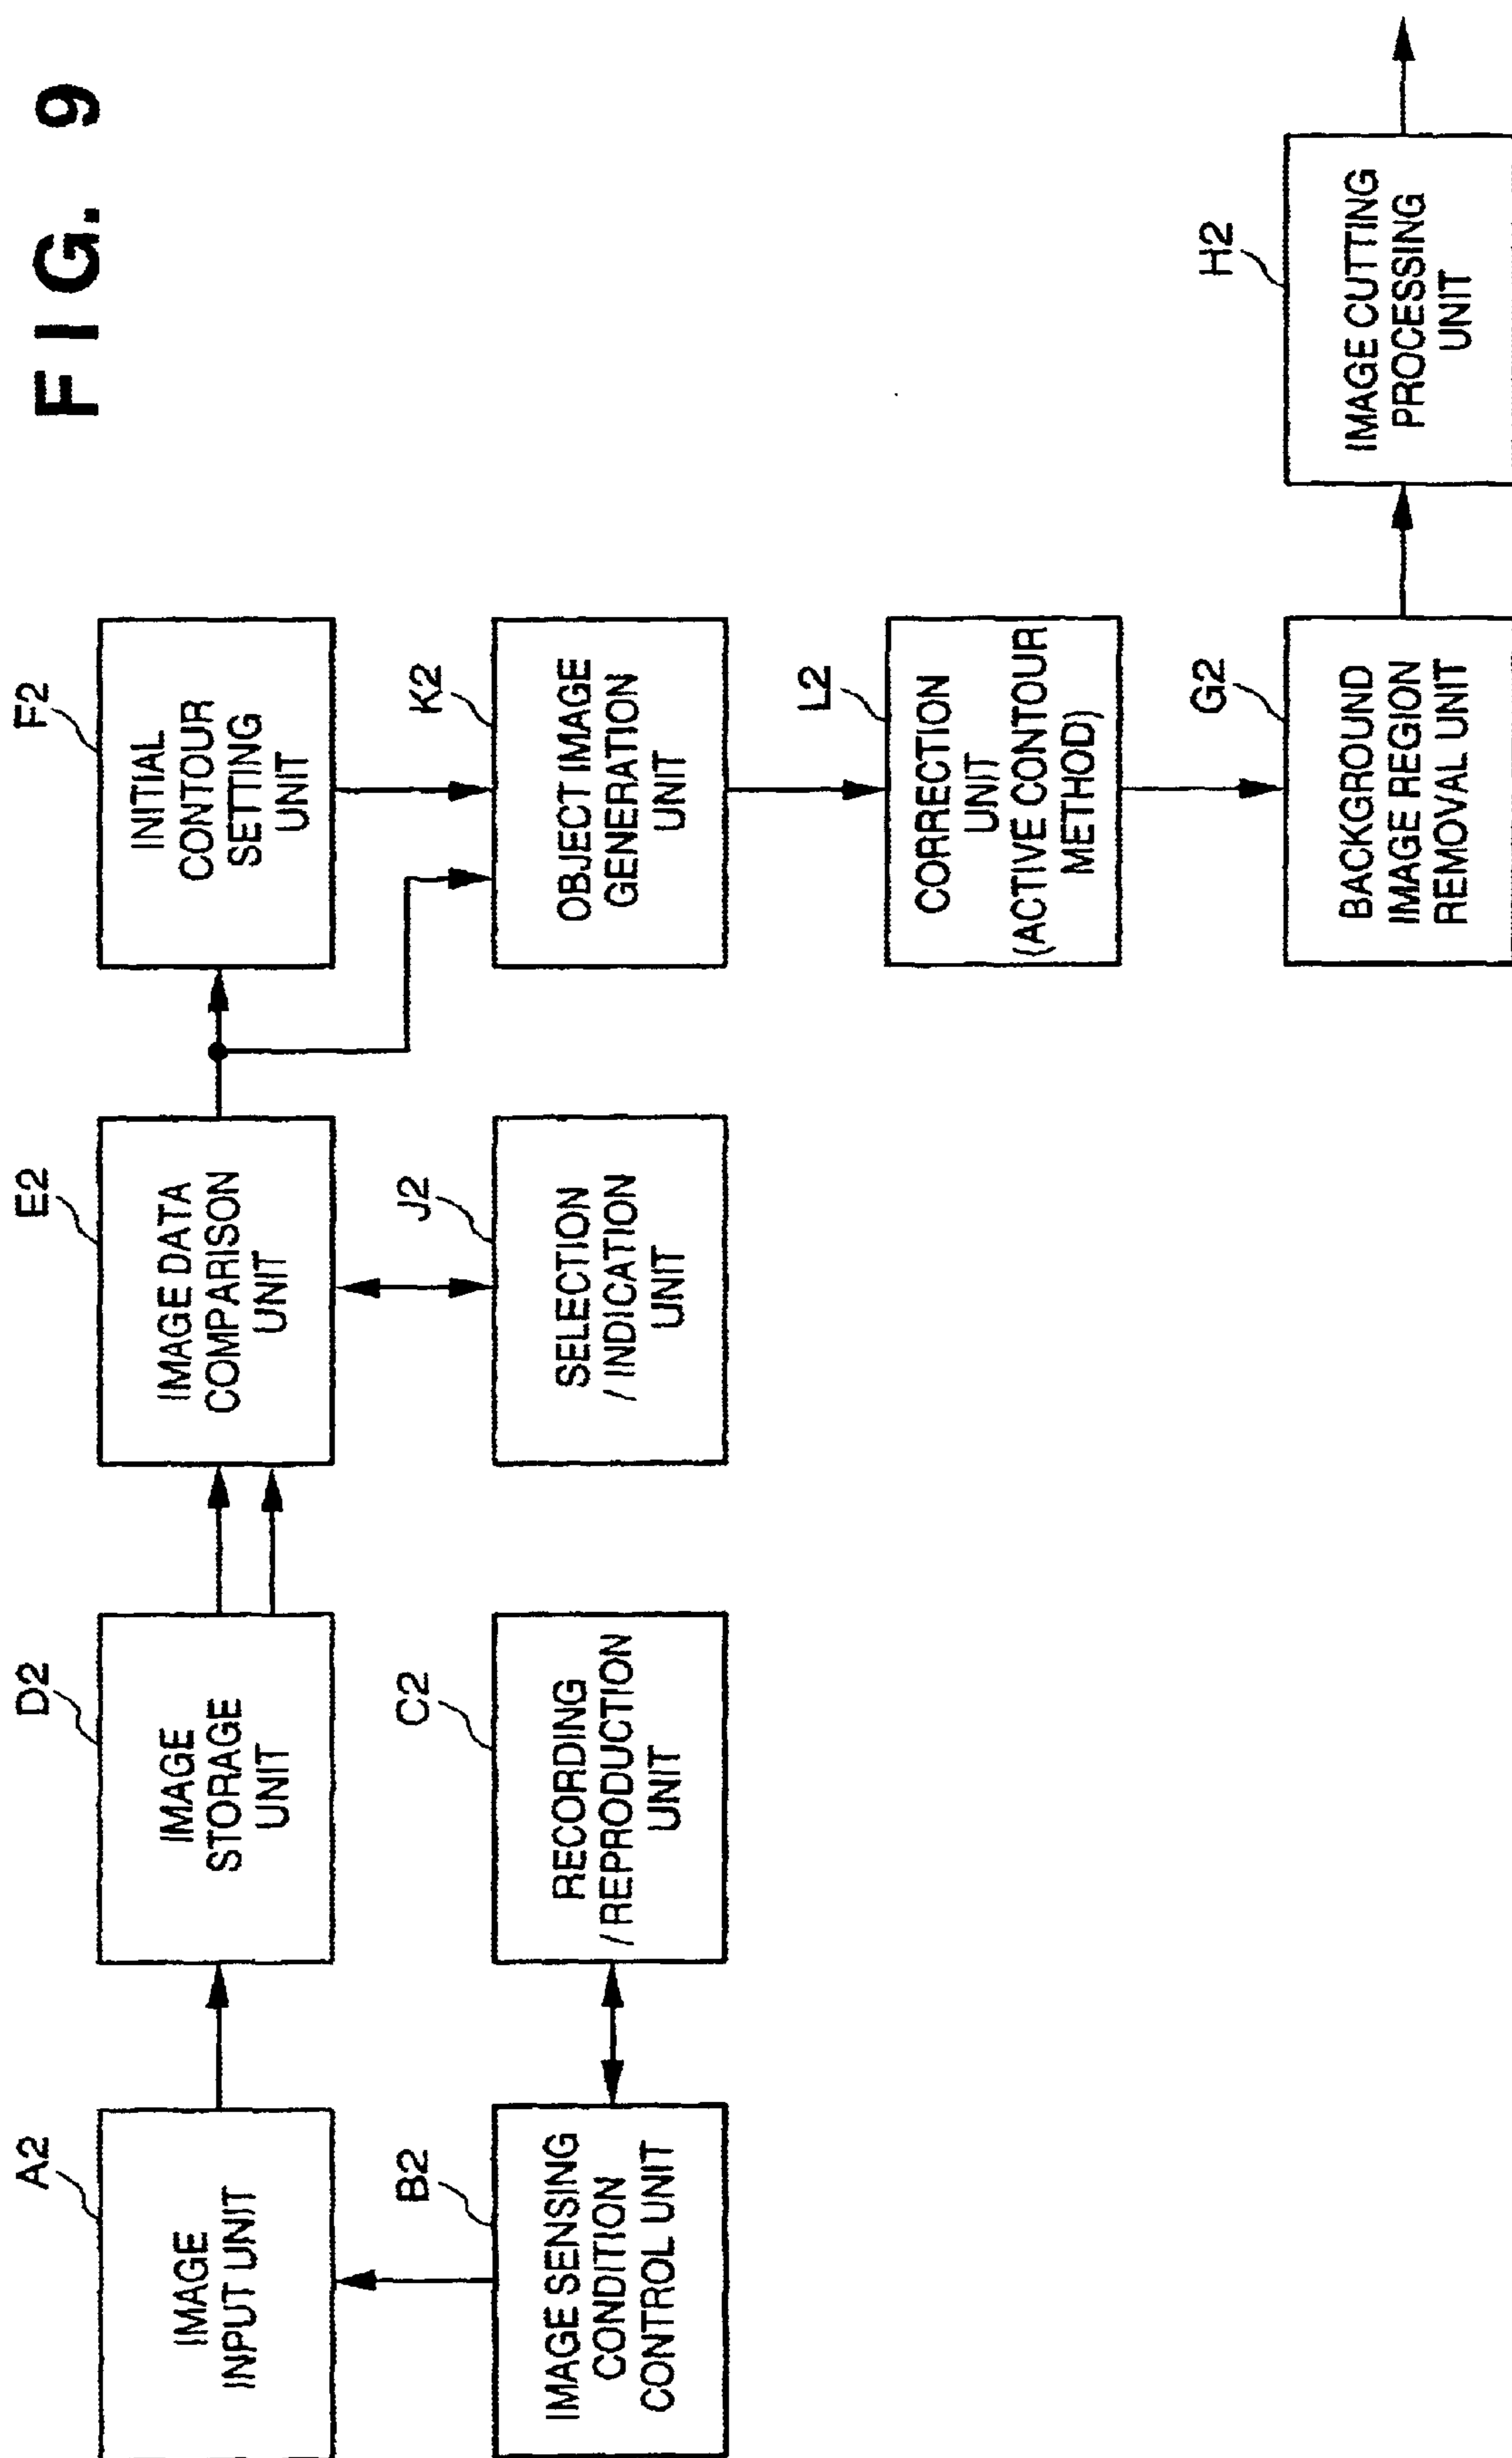 FIG. 9
A2
IMAGE
INPUT UNIT
D2
IMAGE
STORAGE
UNIT
E2
IMAGE DATA
COMPARISON
UNIT
F2
INITIAL
CONTOUR
SETTING
UNIT
B2
IMAGE SENSING
CONDITION
CONTROL UNIT
C2
RECORDING
/REPRODUCTION
UNIT
J2
SELECTION
/INDICATION
UNIT
K2
OBJECT IMAGE
GENERATION
UNIT
L2
CORRECTION
UNIT
(ACTIVE CONTOUR
METHOD)
G2
BACKGROUND
IMAGE REGION
REMOVAL UNIT
H2
IMAGE CUTTING
PROCESSING
UNIT